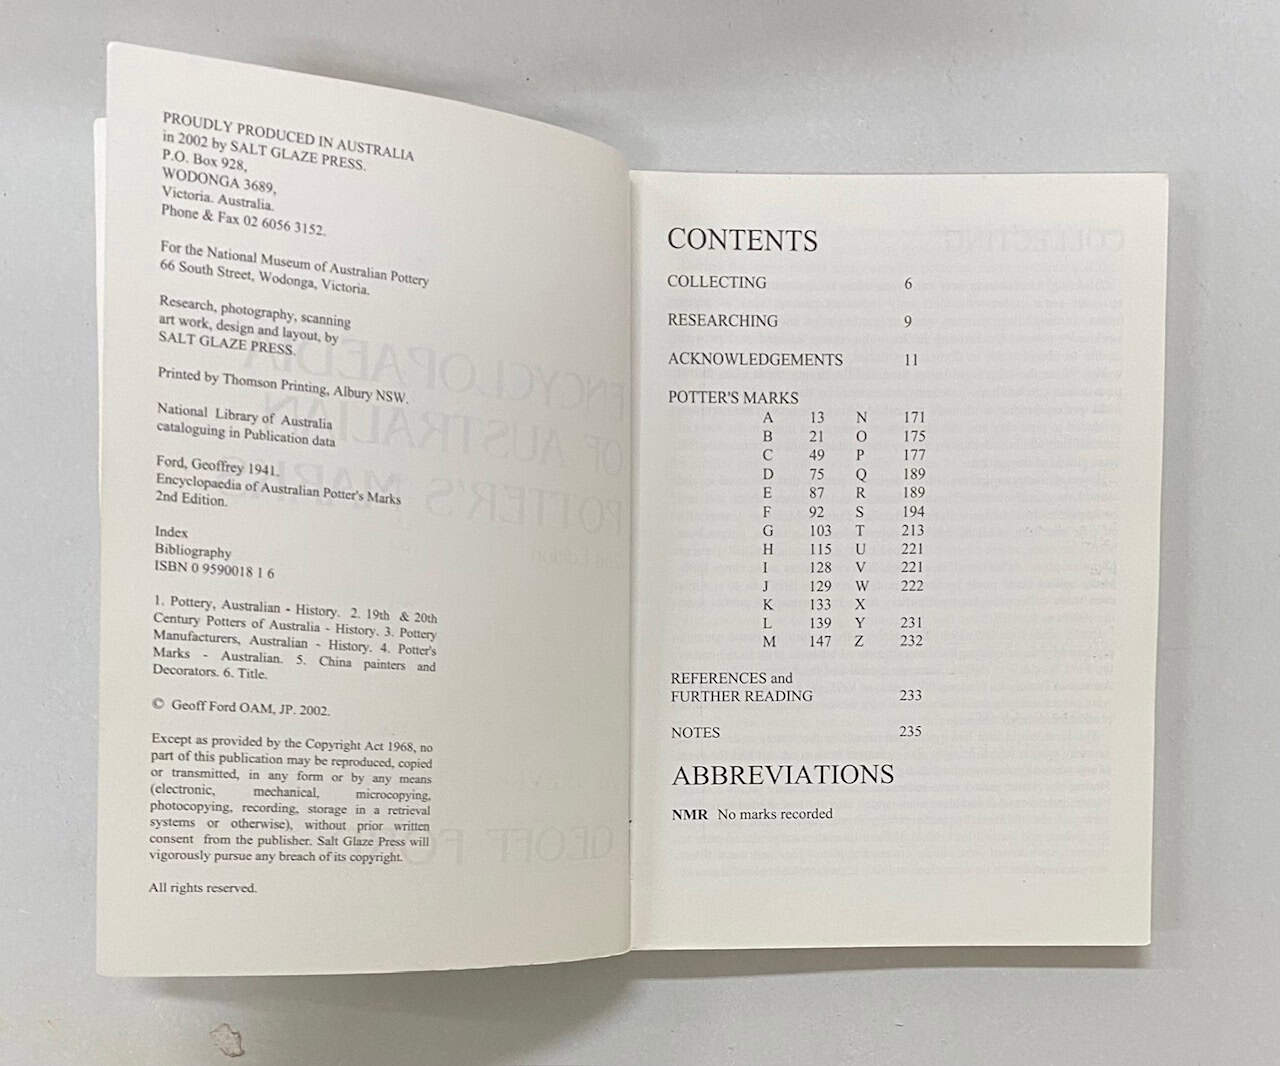 PROUDLY PRODUCED IN AUSTRALIA
in 2002 by SALT GLAZE PRESS.
P.O. Box 928,
WODONGA 3689,
Victoria. Australia.
Phone & Fax 02 6056 3152.
For the National Museum of Australian Pottery
66 South Street, Wodonga, Victoria.
Research, photography, scanning
art work, design and layout, by
SALT GLAZE PRESS.
Printed by Thomson Printing, Albury NSW.
National Library of Australia
cataloguing in Publication data
Ford, Geoffrey 1941.
Encyclopaedia of Australian Potter's Marks
2nd Edition.
Index
Bibliography
ISBN 0 9590018 1 6
1. Pottery, Australian - History. 2. 19th & 20th
Century Potters of Australia - History. 3. Pottery
Manufacturers, Australian - History. 4. Potter's
Marks - Australian. 5. China painters and
Decorators. 6. Title.
© Geoff Ford OAM, JP. 2002.
Except as provided by the Copyright Act 1968, no
part of this publication may be reproduced, copied
or transmitted, in any form or by any means
(electronic, mechanical, microcopying,
photocopying, recording, storage in a retrieval
systems or otherwise), without prior written
consent from the publisher. Salt Glaze Press will
vigorously pursue any breach of its copyright.
All rights reserved.
CONTENTS
COLLECTING 6
RESEARCHING 9
ACKNOWLEDGEMENTS 11
POTTER'S MARKS
A 13 N 171
B 21 O 175
C 49 P 177
D 75 Q 189
E 87 R 189
F 92 S 194
G 103 T 213
H 115 U 221
I 128 V 221
J 129 W 222
K 133 X
L 139 Y 231
M 147 Z 232
REFERENCES and
FURTHER READING 233
NOTES 235
ABBREVIATIONS
NMR No marks recorded